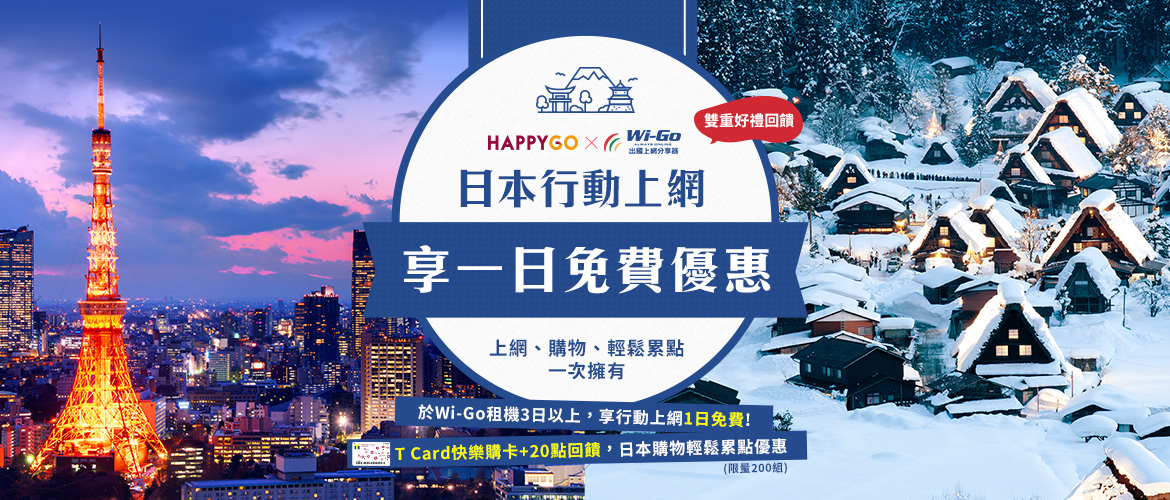 雙重好禮回饋
HAPPYGO × Wi-Go
ALWAYS ONLINE
出國上網分享器
日本行動上網
享一日免費優惠
上網、購物、輕鬆累點
一次擁有
於Wi-Go租機3日以上，享行動上網1日免費!
T Card快樂購卡+20點回饋，日本購物輕鬆累點優惠
(限量200組)